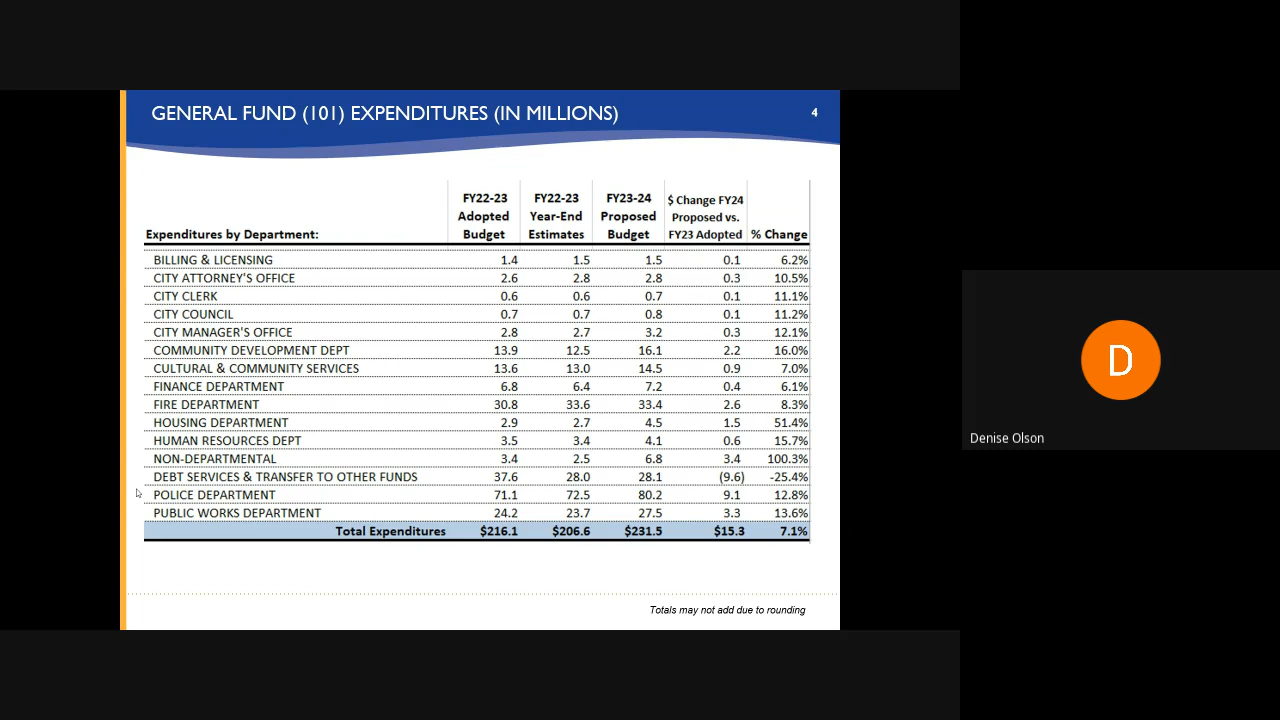 GENERAL FUND (101) EXPENDITURES (IN MILLIONS) 4
Expenditures by Department: FY22-23 Adopted Budget FY22-23 Year-End Estimates FY23-24 Proposed Budget $ Change FY24 Proposed vs. FY23 Adopted % Change
BILLING & LICENSING 1.4 1.5 1.5 0.1 6.2%
CITY ATTORNEY'S OFFICE 2.6 2.8 2.8 0.3 10.5%
CITY CLERK 0.6 0.6 0.7 0.1 11.1%
CITY COUNCIL 0.7 0.7 0.8 0.1 11.2%
CITY MANAGER'S OFFICE 2.8 2.7 3.2 0.3 12.1%
COMMUNITY DEVELOPMENT DEPT 13.9 12.5 16.1 2.2 16.0%
CULTURAL & COMMUNITY SERVICES 13.6 13.0 14.5 0.9 7.0%
FINANCE DEPARTMENT 6.8 6.4 7.2 0.4 6.1%
FIRE DEPARTMENT 30.8 33.6 33.4 2.6 8.3%
HOUSING DEPARTMENT 2.9 2.7 4.5 1.5 51.4%
HUMAN RESOURCES DEPT 3.5 3.4 4.1 0.6 15.7%
NON-DEPARTMENTAL 3.4 2.5 6.8 3.4 100.3%
DEBT SERVICES & TRANSFER TO OTHER FUNDS 37.6 28.0 28.1 (9.6) -25.4%
POLICE DEPARTMENT 71.1 72.5 80.2 9.1 12.8%
PUBLIC WORKS DEPARTMENT 24.2 23.7 27.5 3.3 13.6%
Total Expenditures $216.1 $206.6 $231.5 $15.3 7.1%
Totals may not add due to rounding
D
Denise Olson